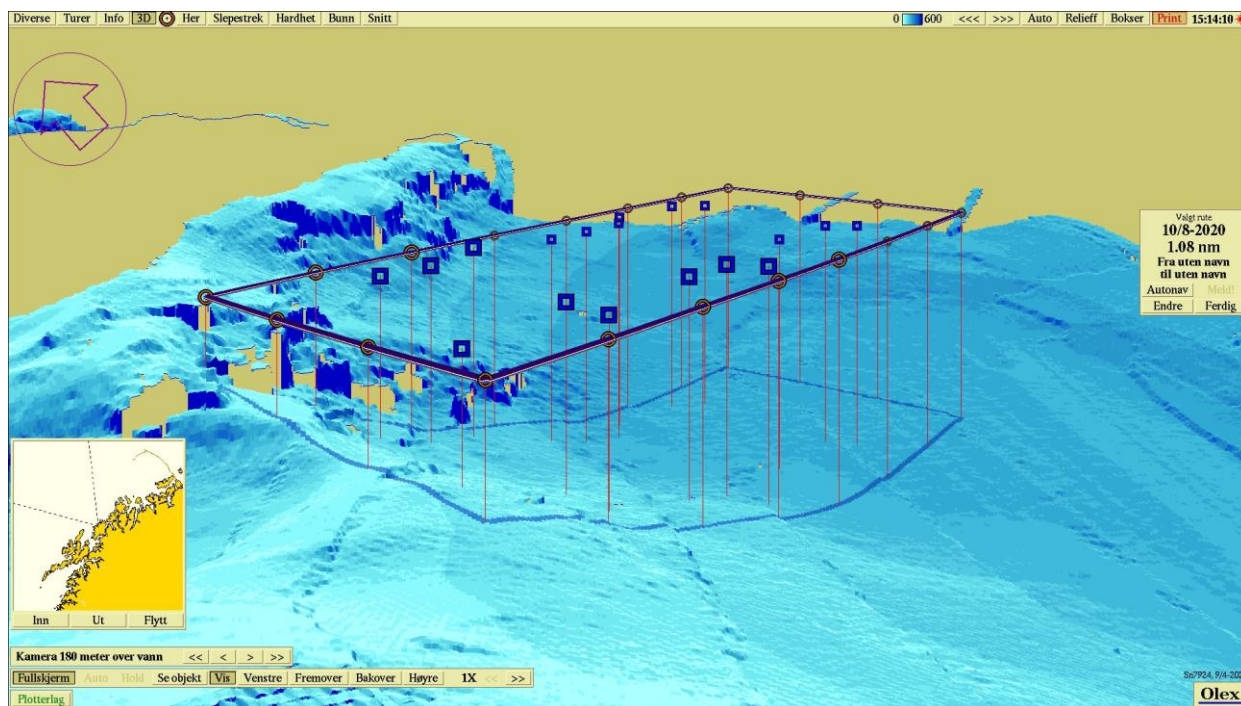 Diverse Turer Info 3D Her Slepestrek Hardhet Bunn Snitt
0 600 <<< >>> Auto Relieff Bokser Print 15:14:10
Valgt rute
10/8-2020
1.08 nm
Fra uten navn
til uten navn
Autonav Meld!
Endre Ferdig
Inn Ut Flytt
Kamera 180 meter over vann << < > >>
Fullskjerm Auto Hold Se objekt Vis Venstre Fremover Bakover Høyre 1X << >>
Plotterlag
Olex